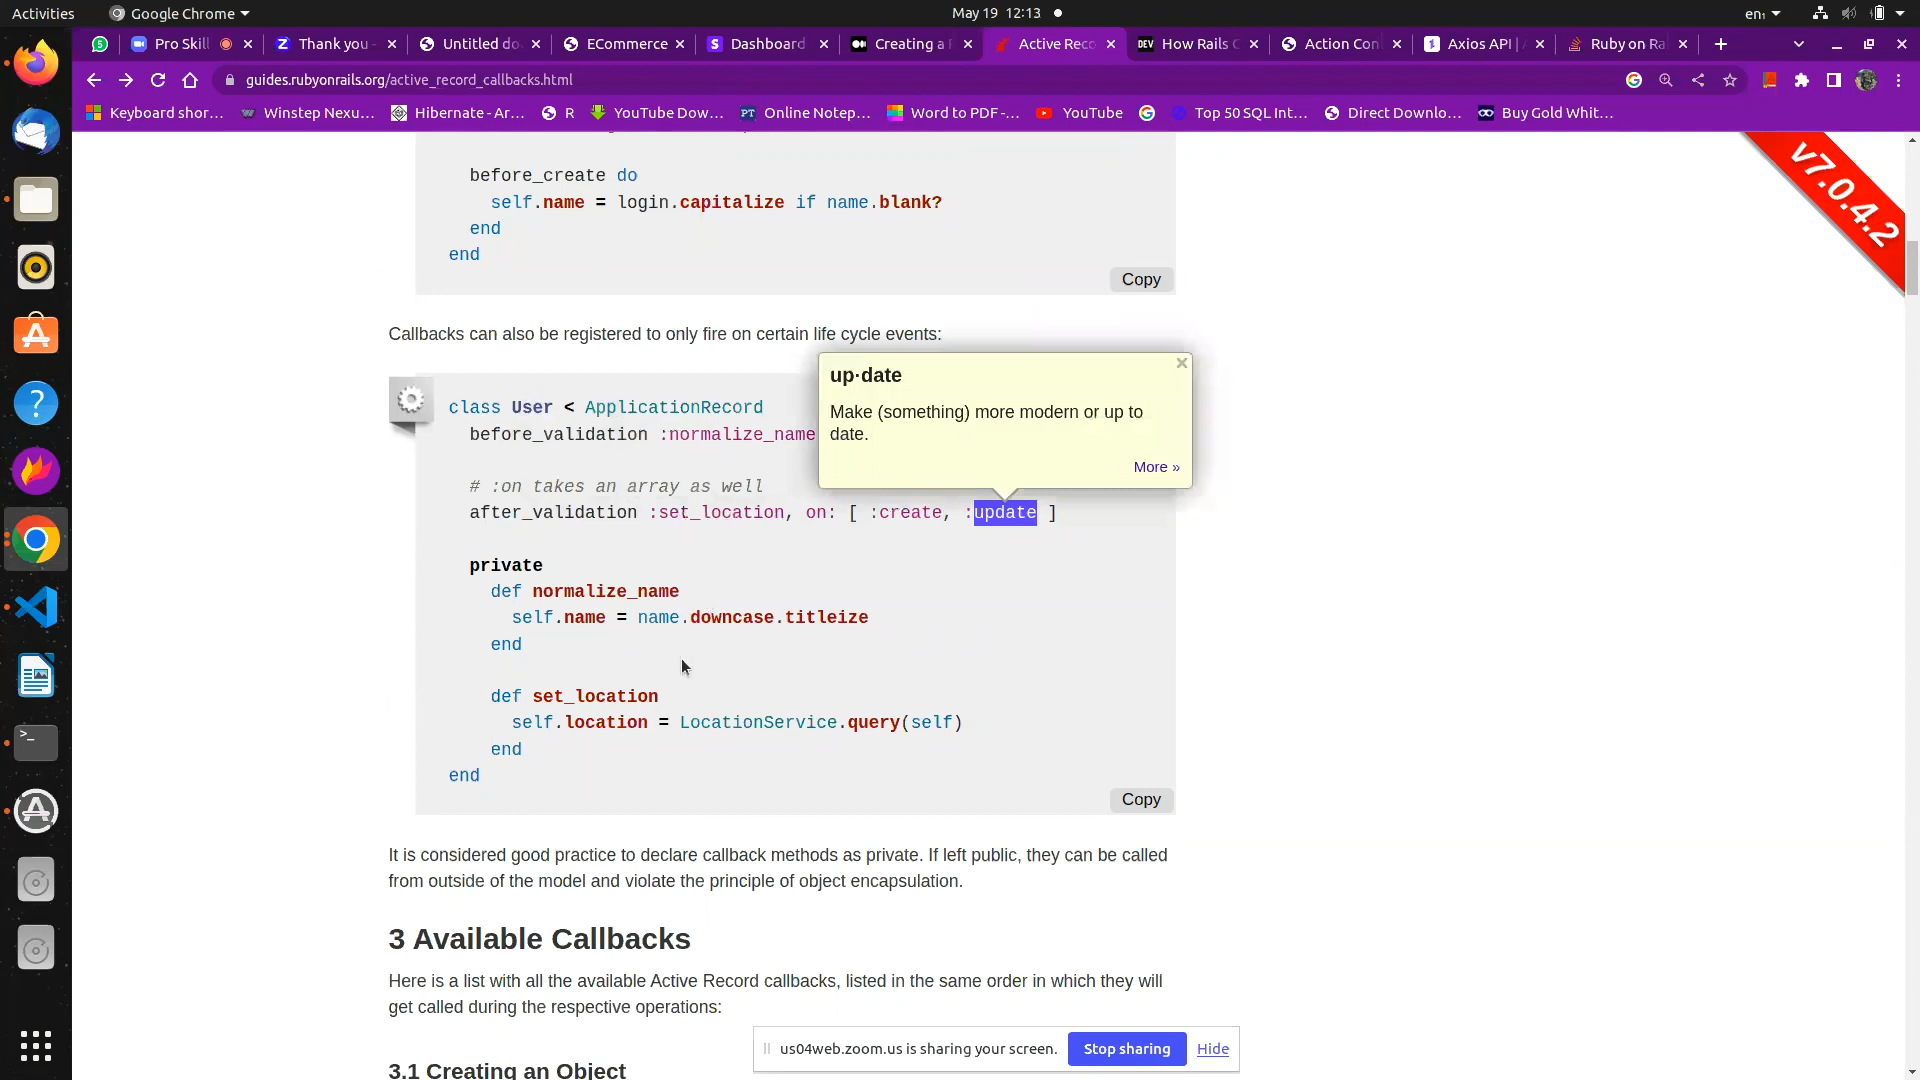 Activities
Google Chrome
May 19 12:13
en₁
Pro Skil
Thank you -
Untitled do
ECommerce
Dashboard
Creating a
Active Reco
How Rails C
Action Con
Axios API |
Ruby on Ra
guides.rubyonrails.org/active_record_callbacks.html
Keyboard shor…
Winstep Nexu…
Hibernate - Ar…
R
YouTube Dow…
Online Notep…
Word to PDF -…
YouTube
Top 50 SQL Int…
Direct Downlo…
Buy Gold Whit…
v7.0.4.2
before_create do
self.name = login.capitalize if name.blank?
end
end
Copy
Callbacks can also be registered to only fire on certain life cycle events:
up·date
Make (something) more modern or up to
date.
More »
class User < ApplicationRecord
before_validation :normalize_name
# :on takes an array as well
after_validation :set_location, on: [ :create, :update ]
private
def normalize_name
self.name = name.downcase.titleize
end
def set_location
self.location = LocationService.query(self)
end
end
Copy
It is considered good practice to declare callback methods as private. If left public, they can be called
from outside of the model and violate the principle of object encapsulation.
3 Available Callbacks
Here is a list with all the available Active Record callbacks, listed in the same order in which they will
get called during the respective operations:
3.1 Creating an Object
us04web.zoom.us is sharing your screen.
Stop sharing
Hide